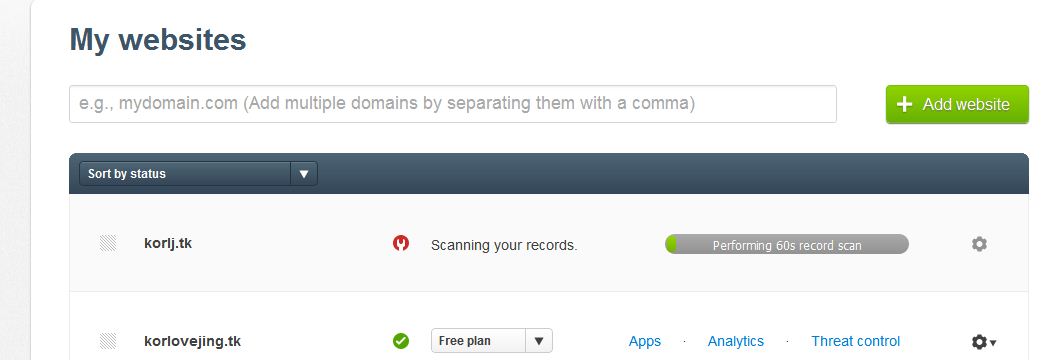 My websites
e.g., mydomain.com (Add multiple domains by separating them with a comma)
+ Add website
Sort by status
korlj.tk
Scanning your records.
Performing 60s record scan
korlovejing.tk
Free plan
Apps · Analytics · Threat control